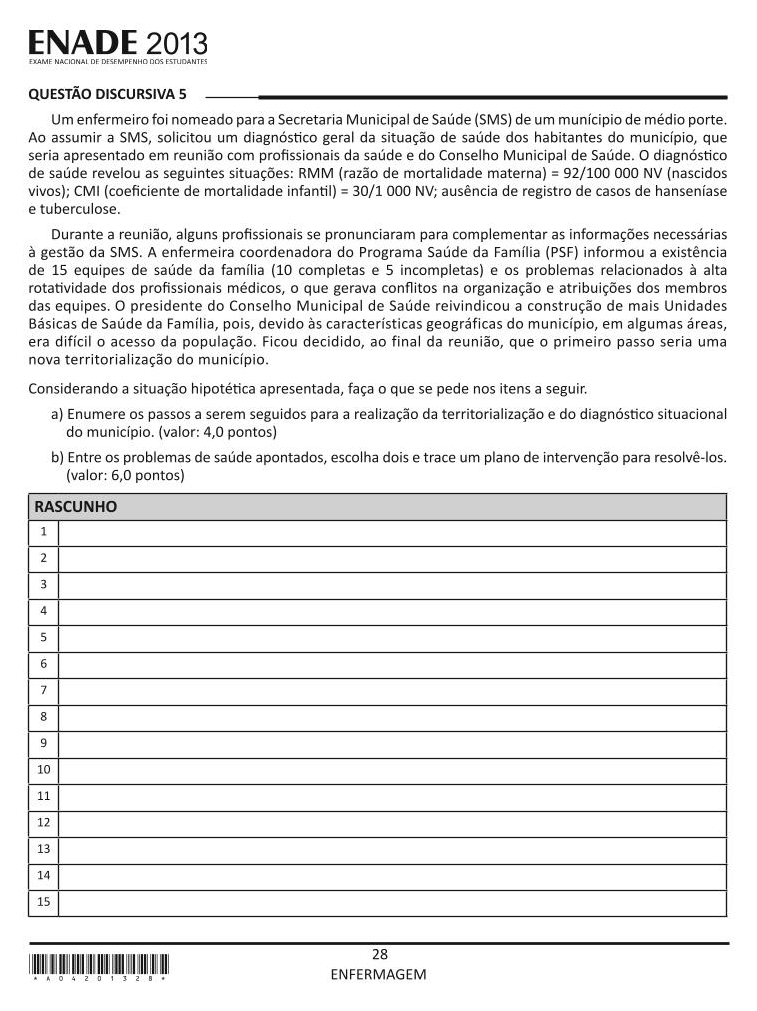 ENADE 2013
EXAME NACIONAL DE DESEMPENHO DOS ESTUDANTES
QUESTÃO DISCURSIVA 5
Um enfermeiro foi nomeado para a Secretaria Municipal de Saúde (SMS) de um munícipio de médio porte.
Ao assumir a SMS, solicitou um diagnóstico geral da situação de saúde dos habitantes do município, que
seria apresentado em reunião com profissionais da saúde e do Conselho Municipal de Saúde. O diagnóstico
de saúde revelou as seguintes situações: RMM (razão de mortalidade materna) = 92/100 000 NV (nascidos
vivos); CMI (coeficiente de mortalidade infantil) = 30/1 000 NV; ausência de registro de casos de hanseníase
e tuberculose.
Durante a reunião, alguns profissionais se pronunciaram para complementar as informações necessárias
à gestão da SMS. A enfermeira coordenadora do Programa Saúde da Família (PSF) informou a existência
de 15 equipes de saúde da família (10 completas e 5 incompletas) e os problemas relacionados à alta
rotatividade dos profissionais médicos, o que gerava conflitos na organização e atribuições dos membros
das equipes. O presidente do Conselho Municipal de Saúde reivindicou a construção de mais Unidades
Básicas de Saúde da Família, pois, devido às características geográficas do município, em algumas áreas,
era difícil o acesso da população. Ficou decidido, ao final da reunião, que o primeiro passo seria uma
nova territorialização do município.
Considerando a situação hipotética apresentada, faça o que se pede nos itens a seguir.
a) Enumere os passos a serem seguidos para a realização da territorialização e do diagnóstico situacional
do município. (valor: 4,0 pontos)
b) Entre os problemas de saúde apontados, escolha dois e trace um plano de intervenção para resolvê-los.
(valor: 6,0 pontos)
RASCUNHO
1
2
3
4
5
6
7
8
9
10
11
12
13
14
15
28
ENFERMAGEM
* A 0 4 2 0 1 3 2 8 *